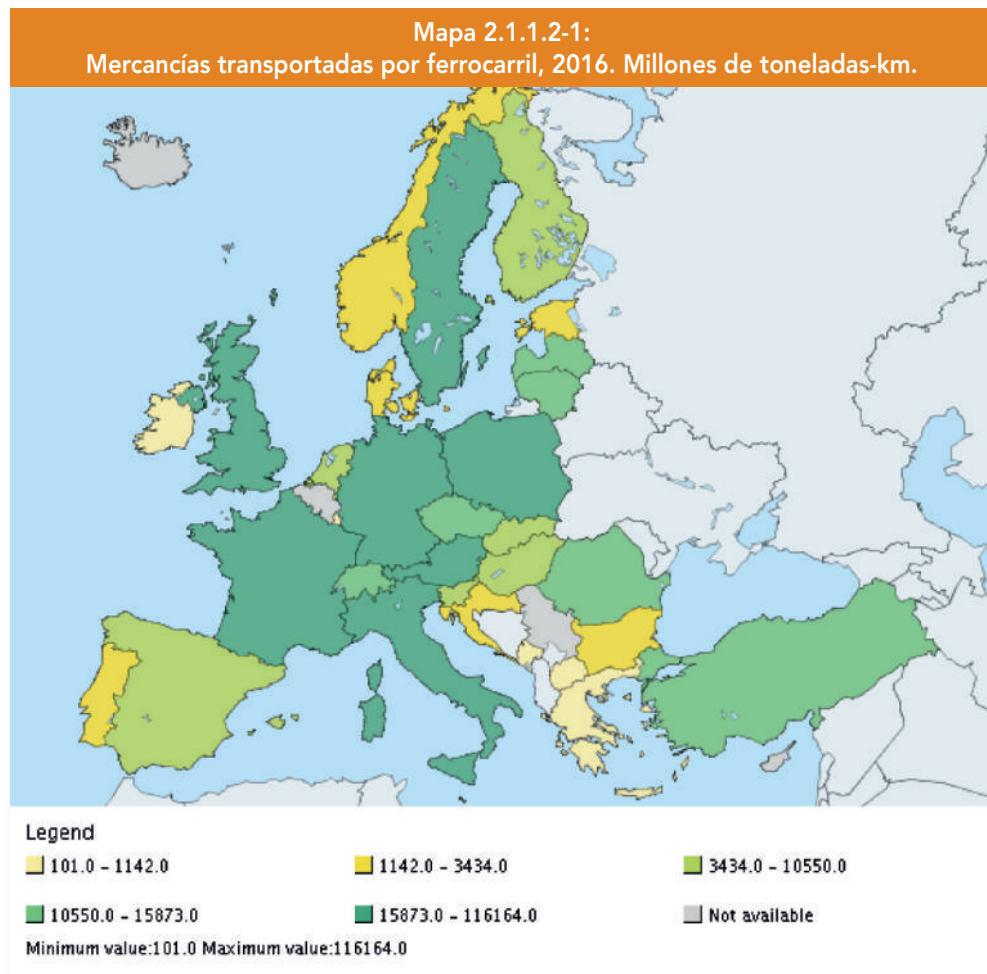 Mapa 2.1.1.2-1:
Mercancías transportadas por ferrocarril, 2016. Millones de toneladas-km.
Legend
101.0 - 1142.0
1142.0 - 3434.0
3434.0 - 10550.0
10550.0 - 15873.0
15873.0 - 116164.0
Not available
Minimum value:101.0 Maximum value:116164.0